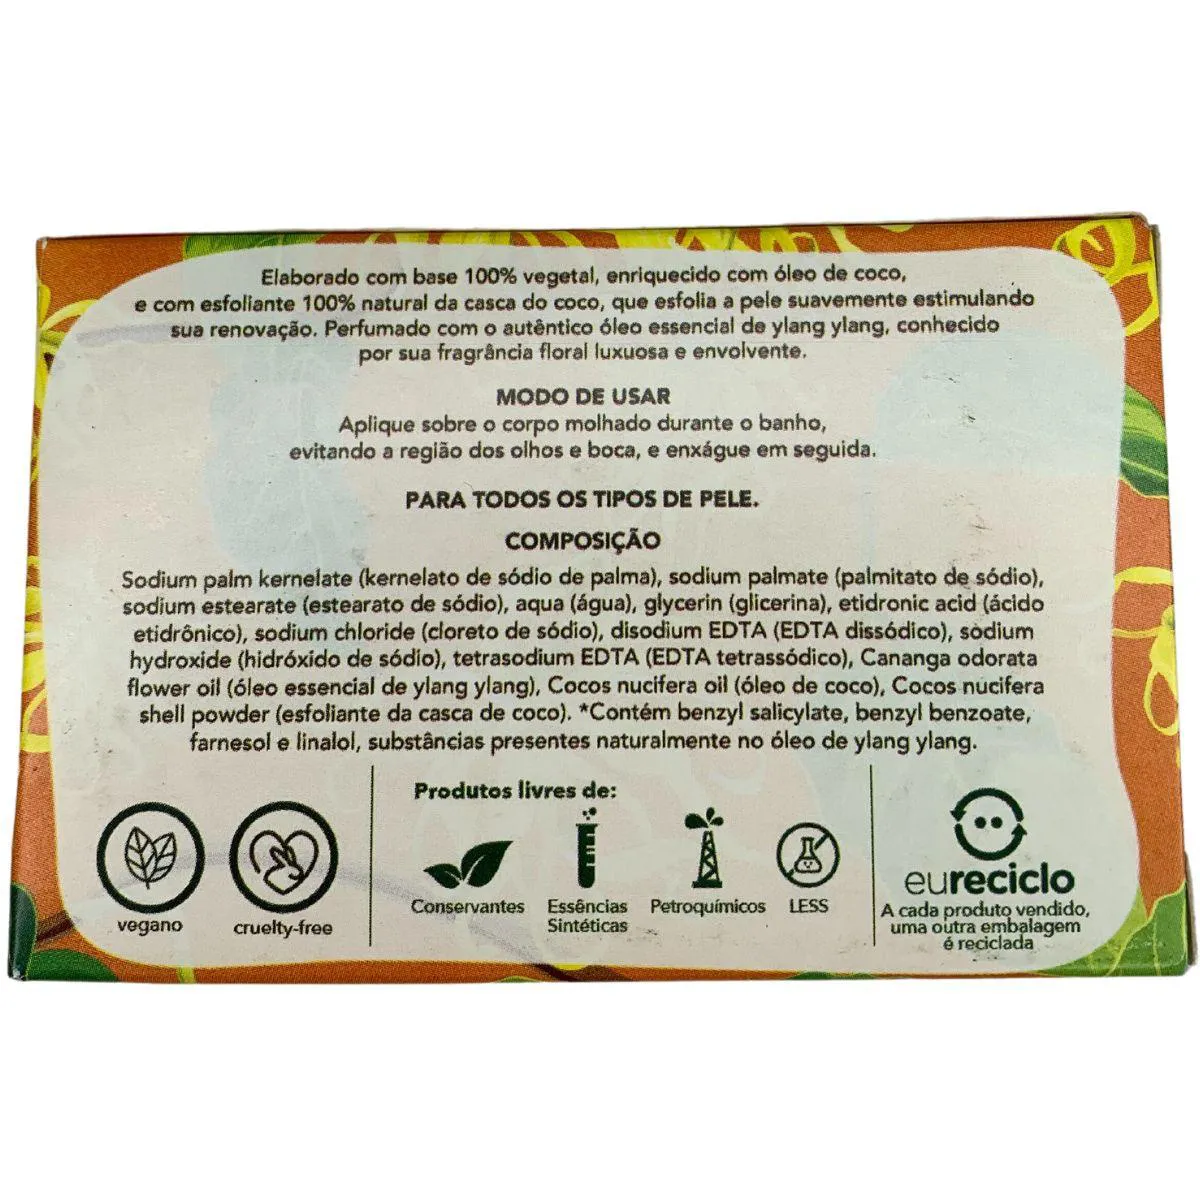 Elaborado com base 100% vegetal, enriquecido com óleo de coco,
e com esfoliante 100% natural da casca do coco, que esfolia a pele suavemente estimulando
sua renovação. Perfumado com o autêntico óleo essencial de ylang ylang, conhecido
por sua fragrância floral luxuosa e envolvente.
MODO DE USAR
Aplique sobre o corpo molhado durante o banho,
evitando a região dos olhos e boca, e enxágue em seguida.
PARA TODOS OS TIPOS DE PELE.
COMPOSIÇÃO
Sodium palm kernelate (kernelato de sódio de palma), sodium palmate (palmitato de sódio),
sodium estearate (estearato de sódio), aqua (água), glycerin (glicerina), etidronic acid (ácido
etidrônico), sodium chloride (cloreto de sódio), disodium EDTA (EDTA dissódico), sodium
hydroxide (hidróxido de sódio), tetrasodium EDTA (EDTA tetrassódico), Cananga odorata
flower oil (óleo essencial de ylang ylang), Cocos nucifera oil (óleo de coco), Cocos nucifera
shell powder (esfoliante da casca de coco). *Contém benzyl salicylate, benzyl benzoate,
farnesol e linalol, substâncias presentes naturalmente no óleo de ylang ylang.
vegano
cruelty-free
Produtos livres de:
Conservantes
Essências
Sintéticas
Petroquímicos
LESS
eureciclo
A cada produto vendido,
uma outra embalagem
é reciclada